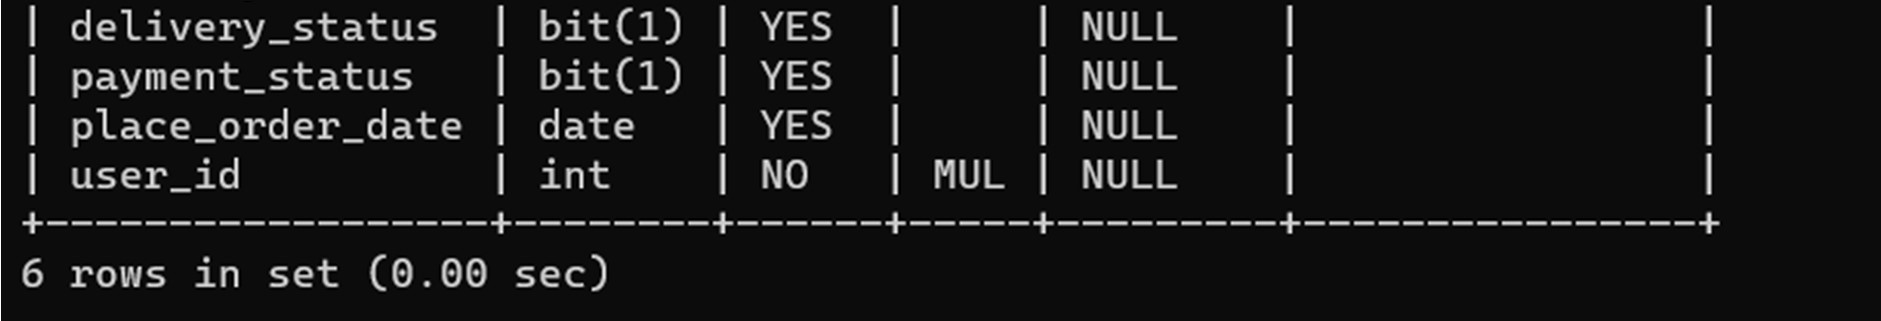 | delivery_status  | bit(1) | YES  |     | NULL    |                |
| payment_status   | bit(1) | YES  |     | NULL    |                |
| place_order_date | date   | YES  |     | NULL    |                |
| user_id          | int    | NO   | MUL | NULL    |                |
+------------------+--------+------+-----+---------+----------------+
6 rows in set (0.00 sec)